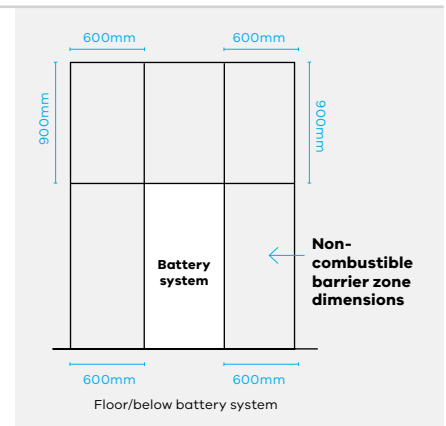 600mm
600mm
900mm
900mm
Battery
system
Non-
combustible
barrier zone
dimensions
600mm
600mm
Floor/below battery system